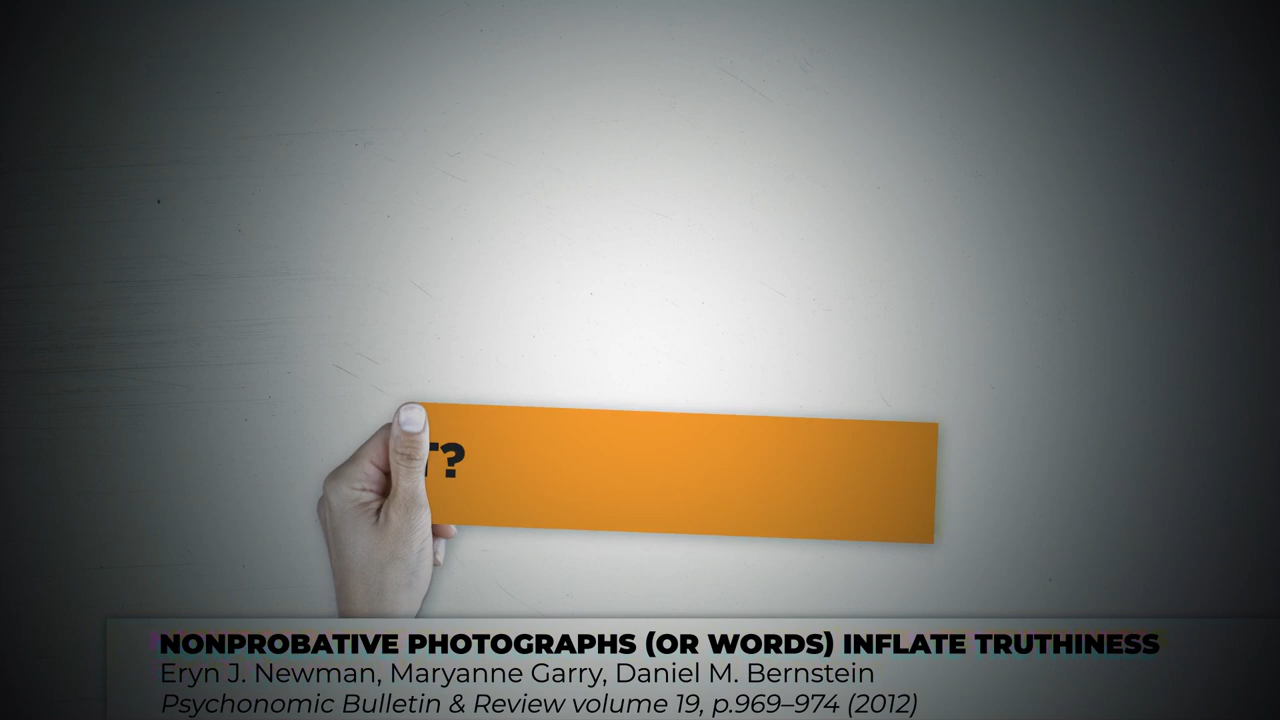 T?
NONPROBATIVE PHOTOGRAPHS (OR WORDS) INFLATE TRUTHINESS
Eryn J. Newman, Maryanne Garry, Daniel M. Bernstein
Psychonomic Bulletin & Review volume 19, p.969–974 (2012)